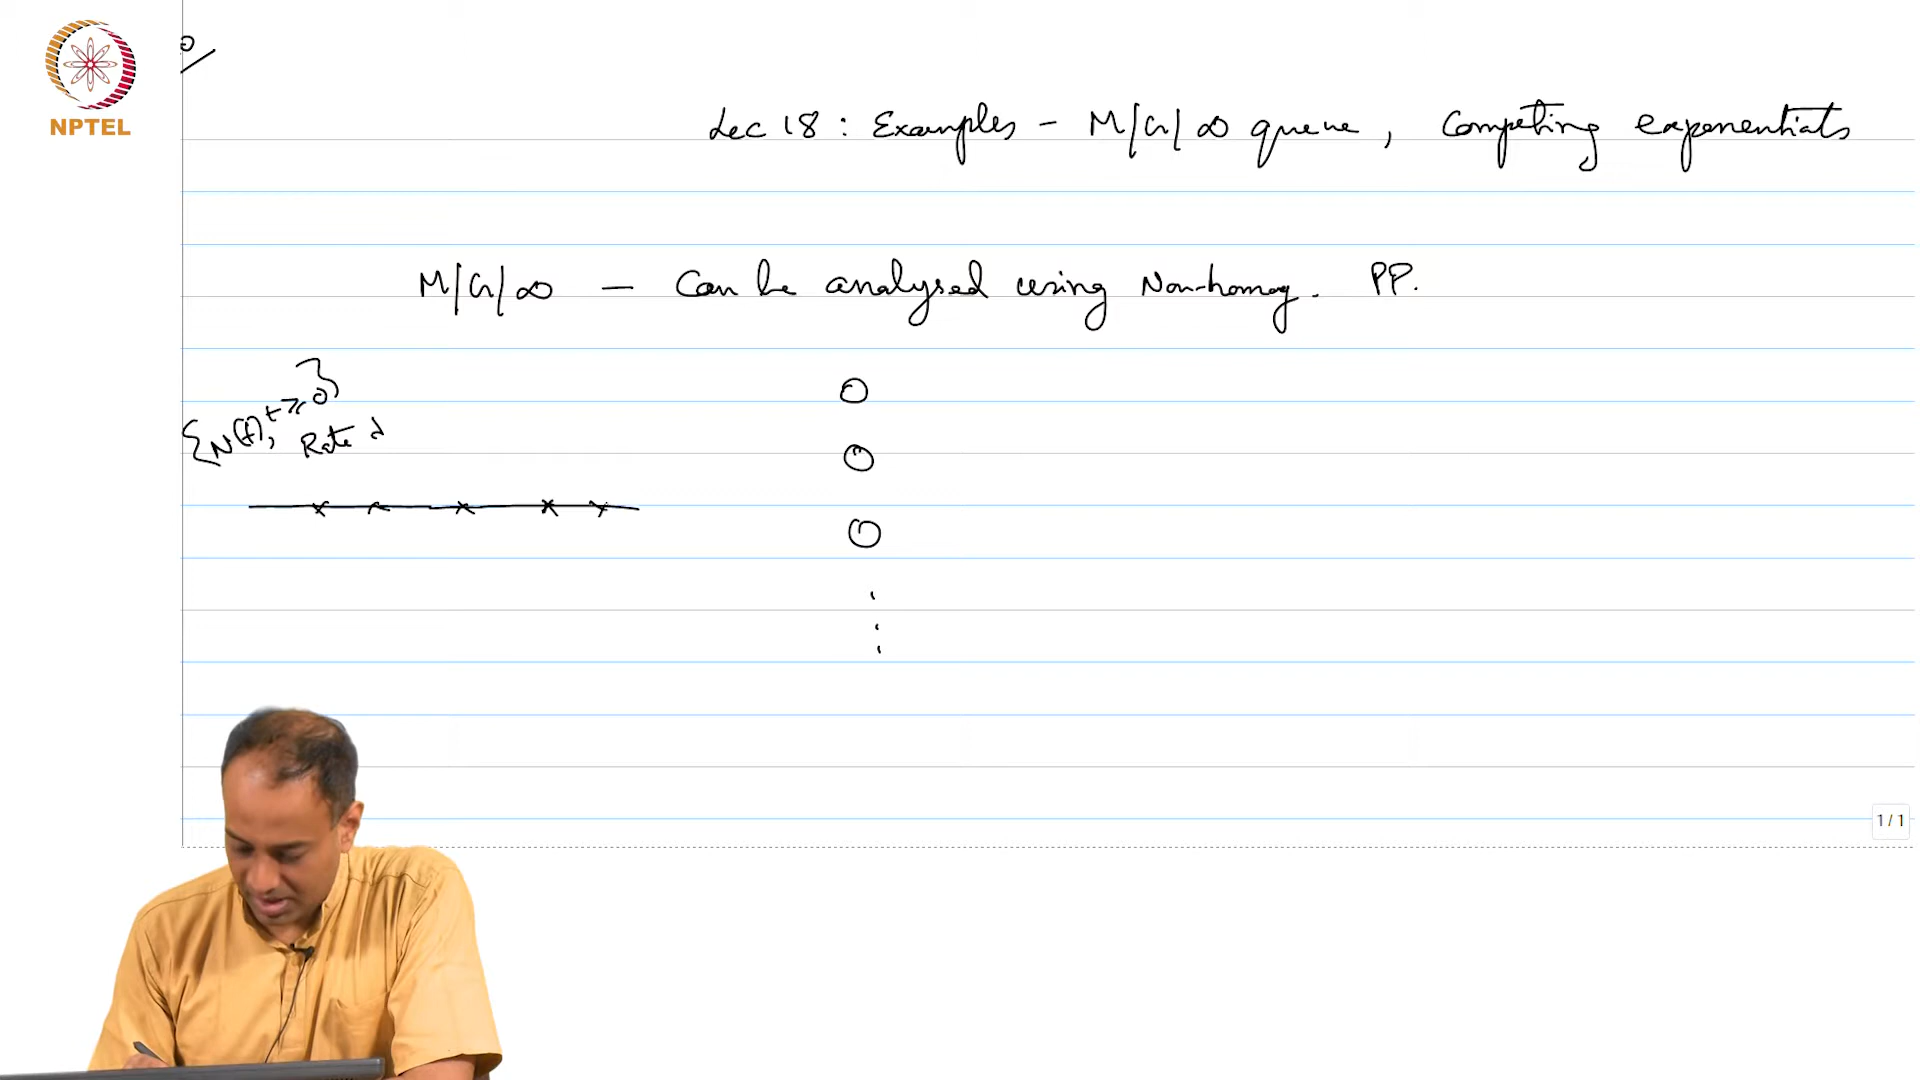 NPTEL
Lec 18 : Examples - M/G/∞ queue, Competing exponentials
M/G/∞ — Can be analysed using Non-homog. PP.
{N(t), t ≥ 0}
Rate λ
1 / 1